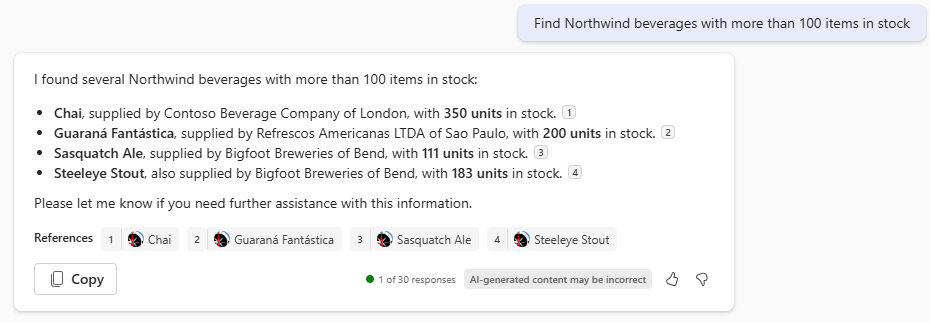 Find Northwind beverages with more than 100 items in stock
I found several Northwind beverages with more than 100 items in stock:
• Chai, supplied by Contoso Beverage Company of London, with 350 units in stock. 1
• Guaraná Fantástica, supplied by Refrescos Americanas LTDA of Sao Paulo, with 200 units in stock. 2
• Sasquatch Ale, supplied by Bigfoot Breweries of Bend, with 111 units in stock. 3
• Steeleye Stout, also supplied by Bigfoot Breweries of Bend, with 183 units in stock. 4
Please let me know if you need further assistance with this information.
References 1 Chai 2 Guaraná Fantástica 3 Sasquatch Ale 4 Steeleye Stout
Copy 1 of 30 responses AI-generated content may be incorrect